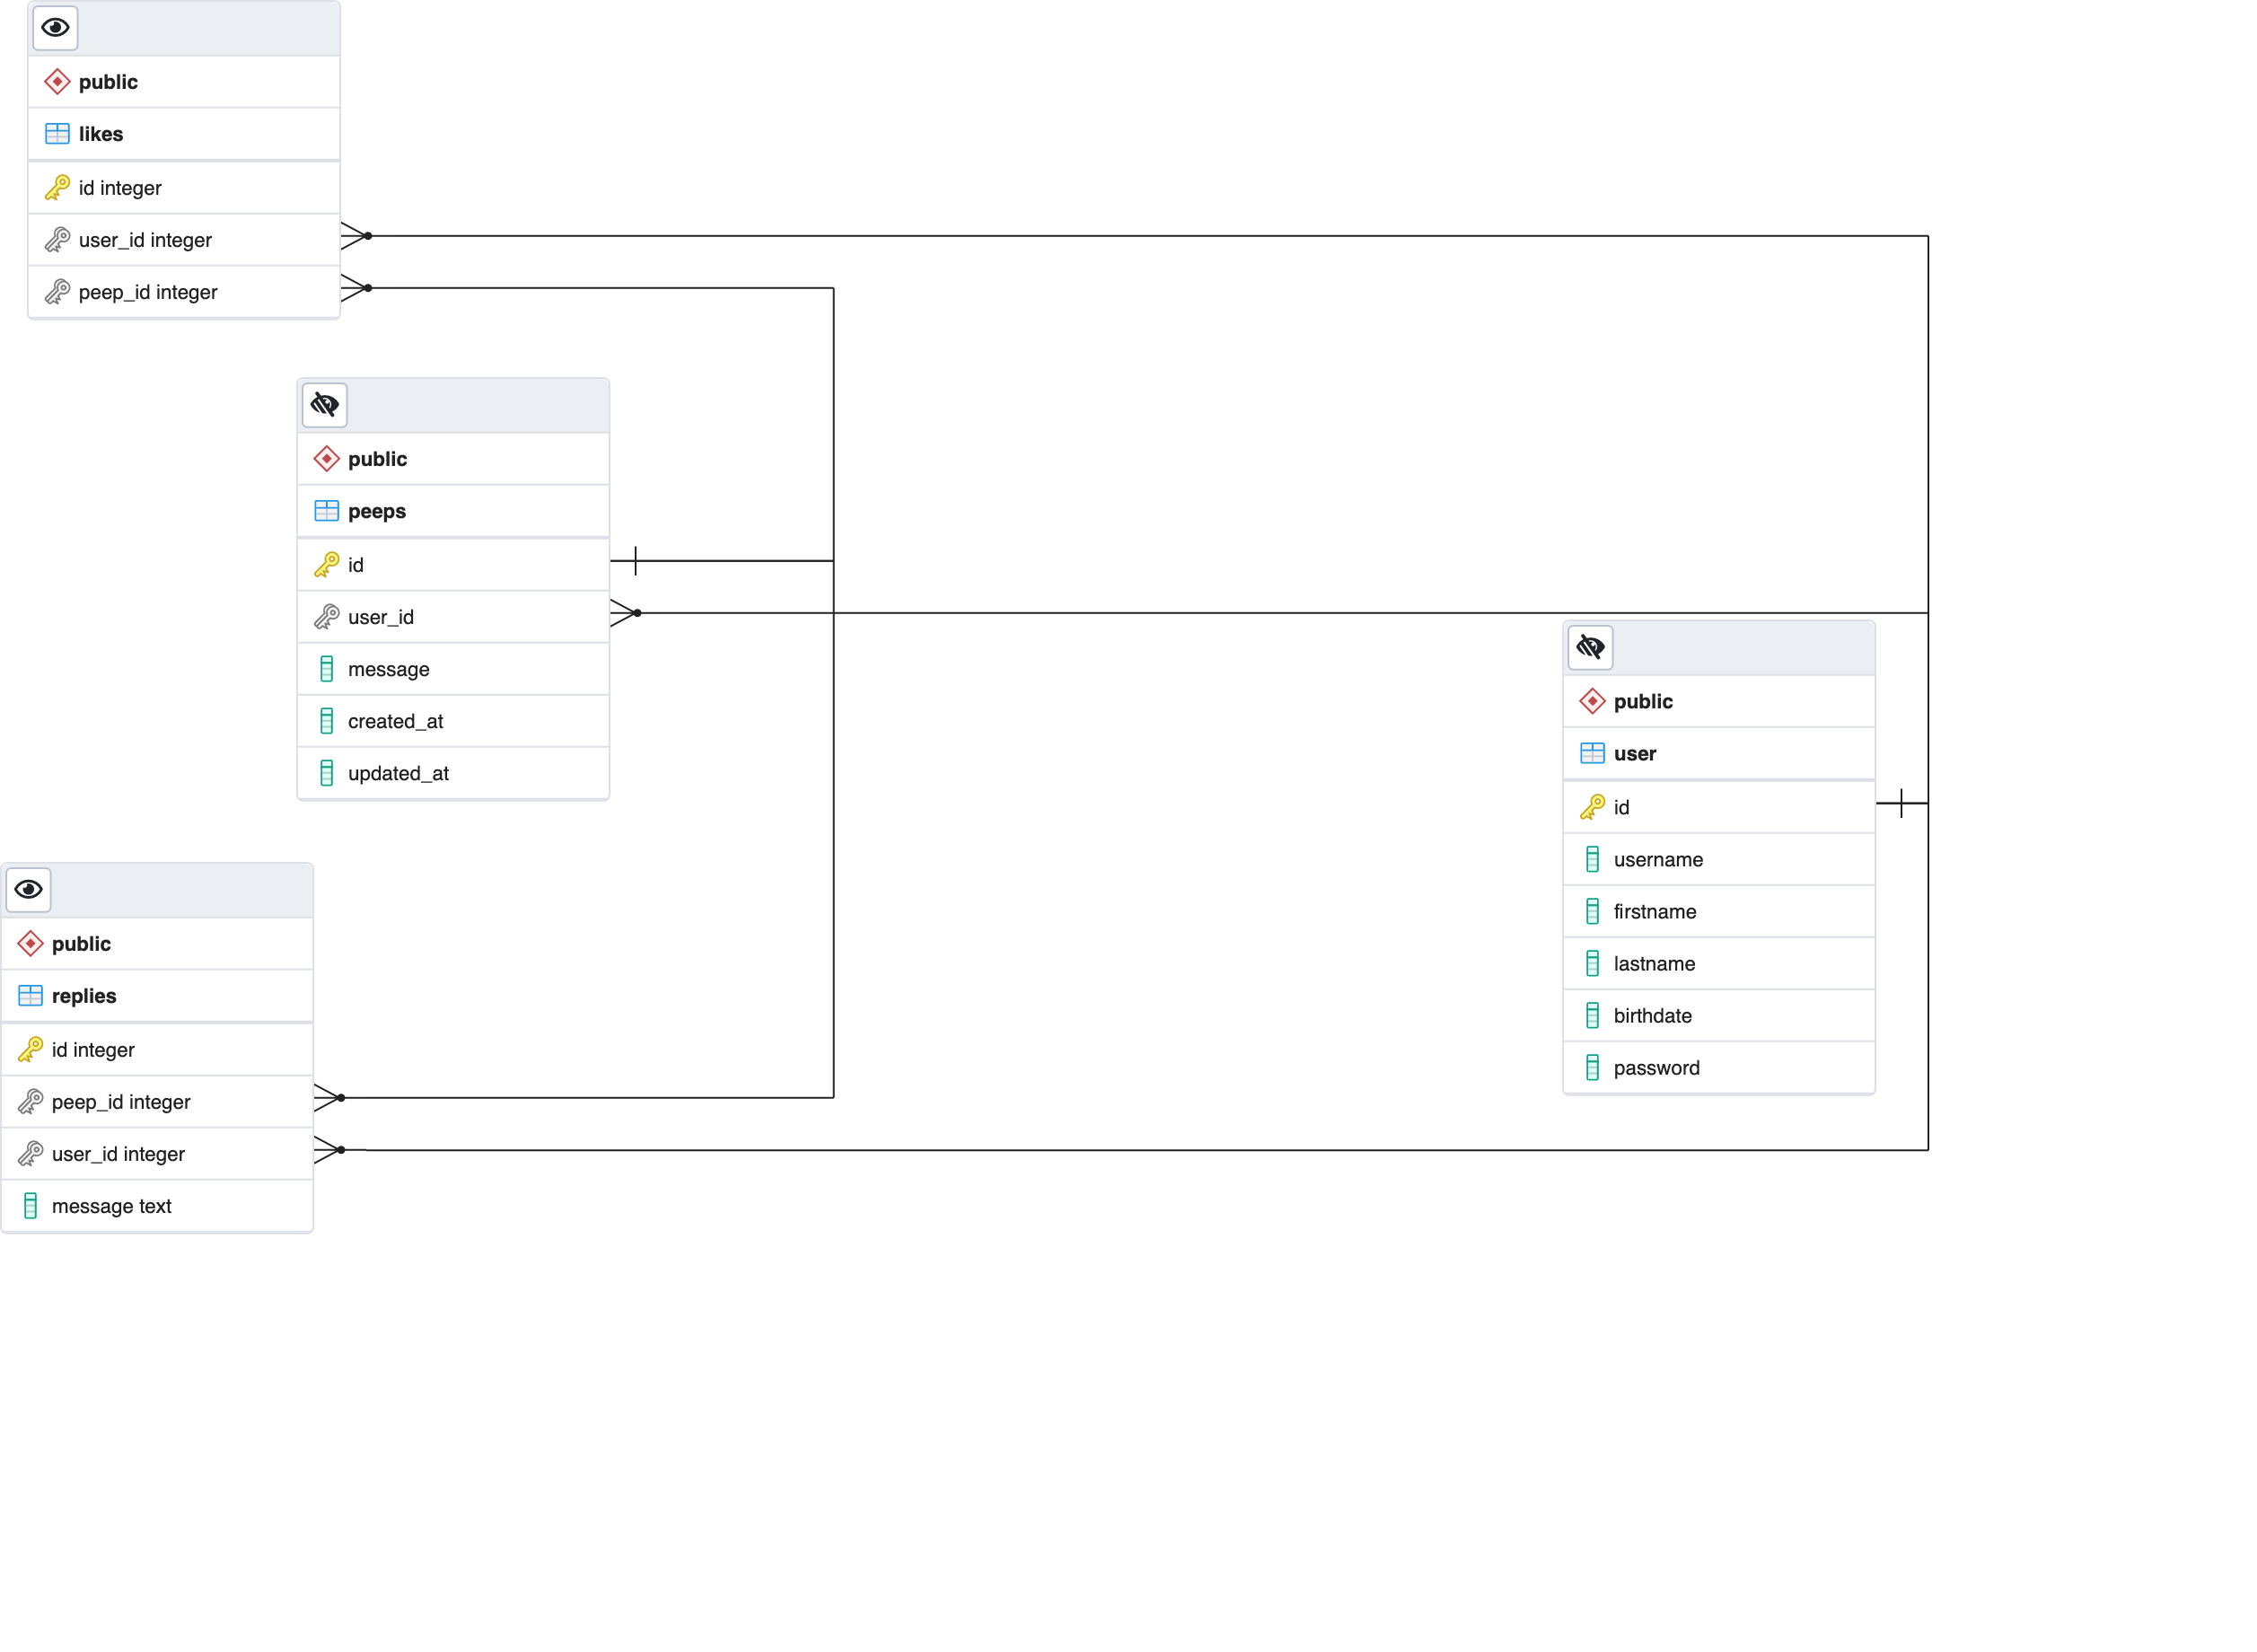 public
likes
id integer
user_id integer
peep_id integer
public
peeps
id
user_id
message
created_at
updated_at
public
user
id
username
firstname
lastname
birthdate
password
public
replies
id integer
peep_id integer
user_id integer
message text